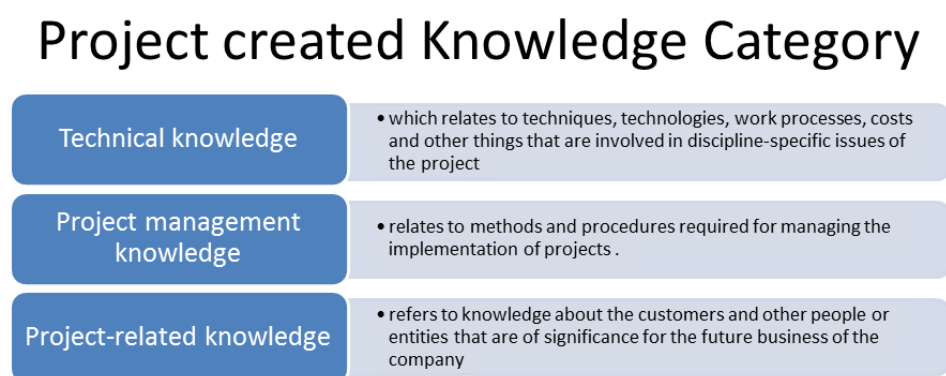 Project created Knowledge Category
Technical knowledge
• which relates to techniques, technologies, work processes, costs
and other things that are involved in discipline-specific issues of
the project
Project management
knowledge
• relates to methods and procedures required for managing the
implementation of projects .
Project-related knowledge
• refers to knowledge about the customers and other people or
entities that are of significance for the future business of the
company